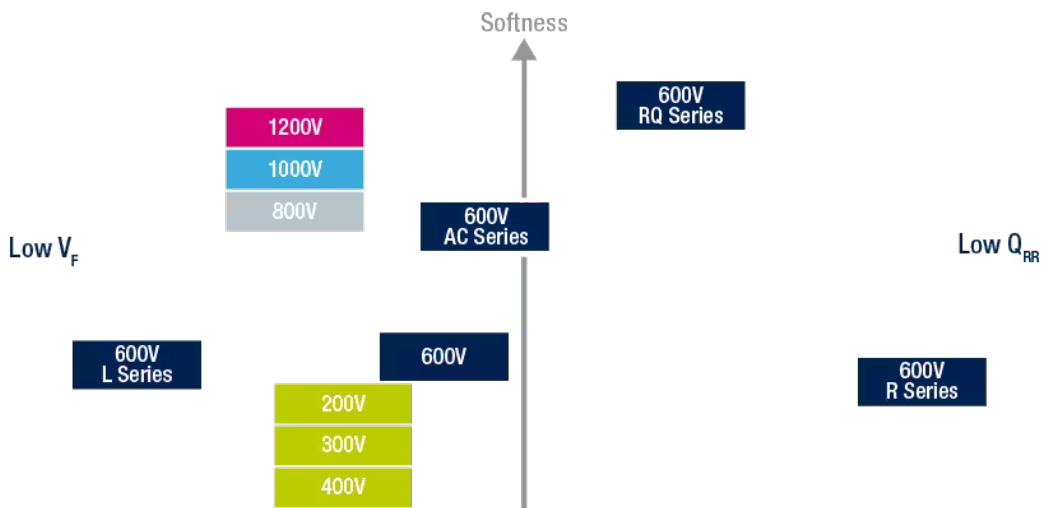 Softness
600V
RQ Series
1200V
1000V
800V
600V
AC Series
Low VF
Low QRR
600V
L Series
600V
600V
R Series
200V
300V
400V